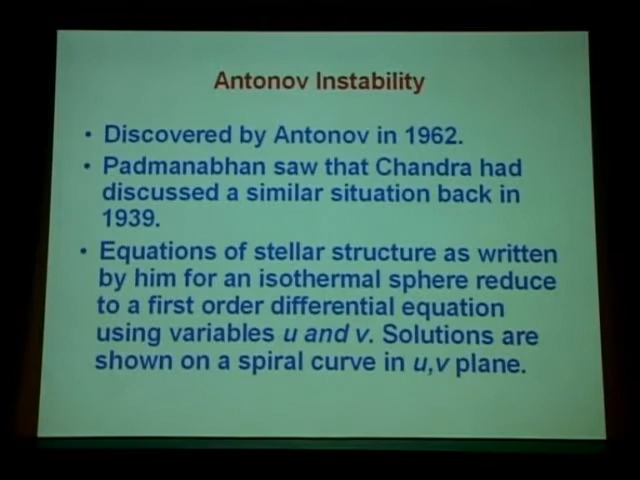 Antonov Instability
• Discovered by Antonov in 1962.
• Padmanabhan saw that Chandra had
discussed a similar situation back in
1939.
• Equations of stellar structure as written
by him for an isothermal sphere reduce
to a first order differential equation
using variables u and v. Solutions are
shown on a spiral curve in u,v plane.